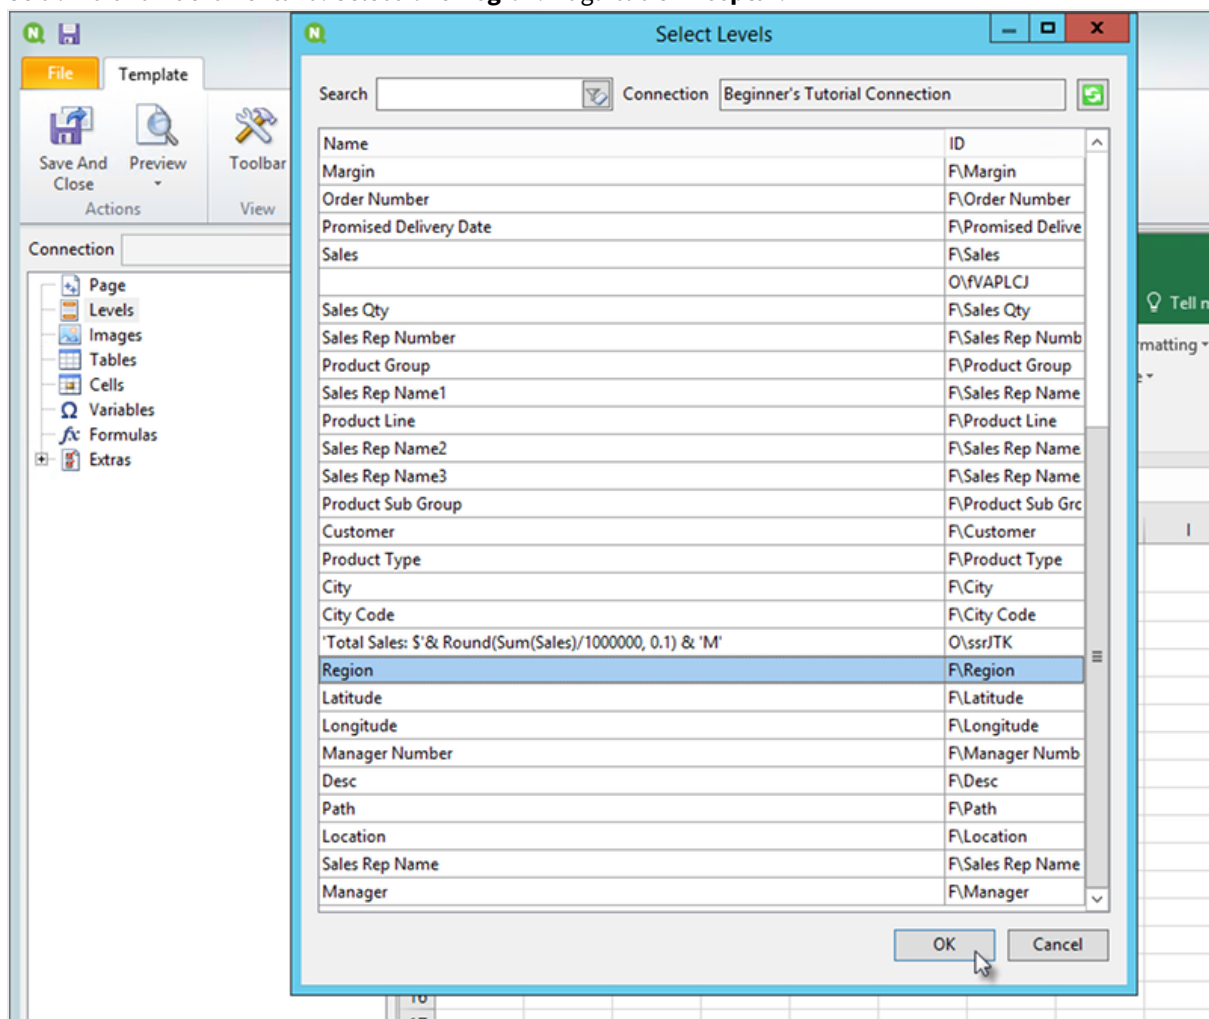 Select Levels
File
Template
Search
Connection
Beginner's Tutorial Connection
Save And
Close
Preview
Toolbar
Actions
View
Connection
Page
Levels
Images
Tables
Cells
Variables
Formulas
Extras
Name ID
Margin F\Margin
Order Number F\Order Number
Promised Delivery Date F\Promised Delive
Sales F\Sales
O\fVAPLCJ
Sales Qty F\Sales Qty
Sales Rep Number F\Sales Rep Numb
Product Group F\Product Group
Sales Rep Name1 F\Sales Rep Name
Product Line F\Product Line
Sales Rep Name2 F\Sales Rep Name
Sales Rep Name3 F\Sales Rep Name
Product Sub Group F\Product Sub Grc
Customer F\Customer
Product Type F\Product Type
City F\City
City Code F\City Code
'Total Sales: $'& Round(Sum(Sales)/1000000, 0.1) & 'M' O\ssrJTK
Region F\Region
Latitude F\Latitude
Longitude F\Longitude
Manager Number F\Manager Numb
Desc F\Desc
Path F\Path
Location F\Location
Sales Rep Name F\Sales Rep Name
Manager F\Manager
OK
Cancel
Tell
matting
I